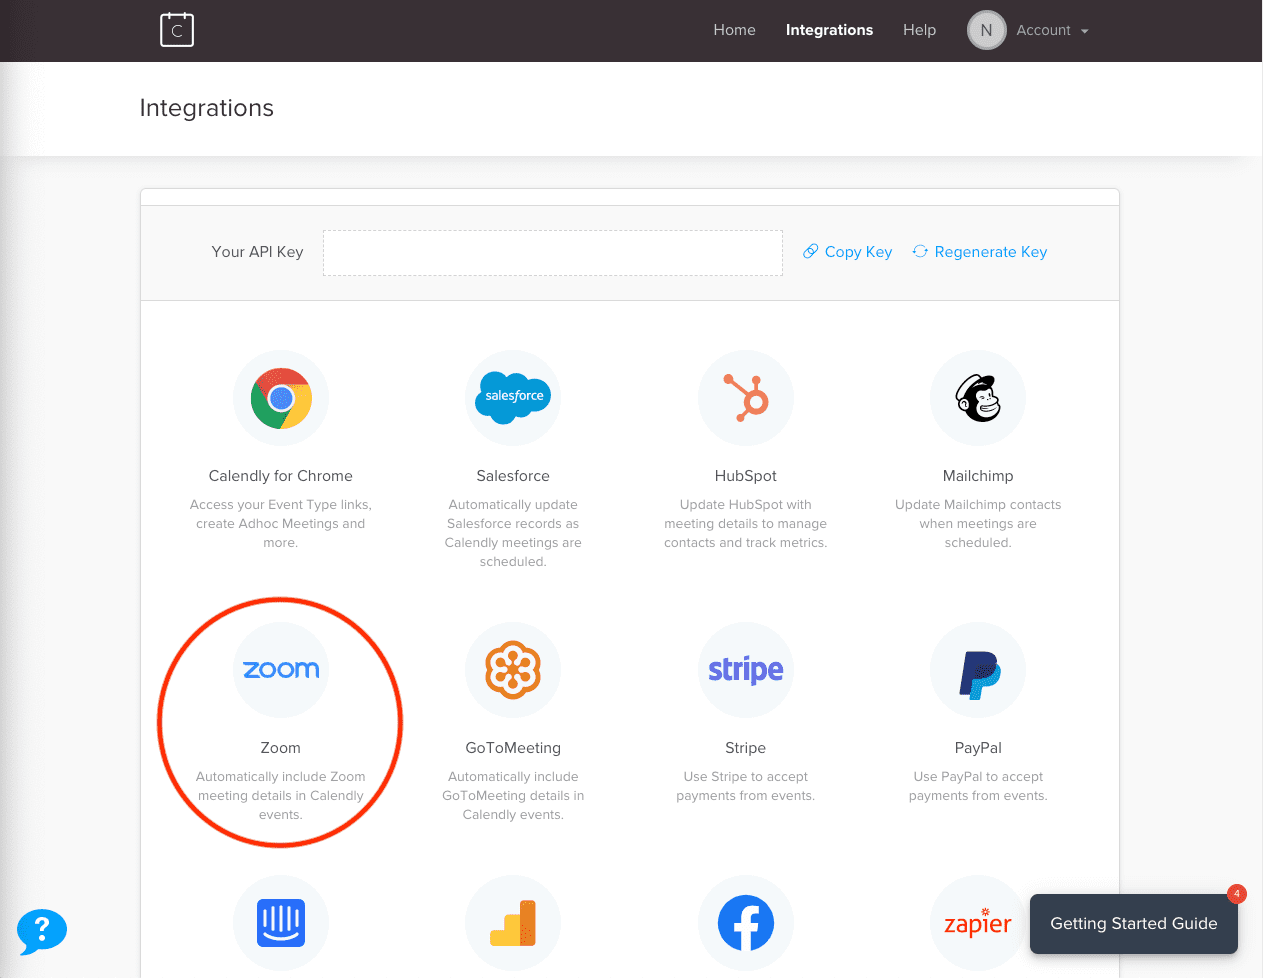 C
Home
Integrations
Help
N
Account
Integrations
Your API Key
Copy Key
Regenerate Key
salesforce
Calendly for Chrome
Access your Event Type links,
create Adhoc Meetings and
more.
Salesforce
Automatically update
Salesforce records as
Calendly meetings are
scheduled.
HubSpot
Update HubSpot with
meeting details to manage
contacts and track metrics.
Mailchimp
Update Mailchimp contacts
when meetings are
scheduled.
zoom
Zoom
Automatically include Zoom
meeting details in Calendly
events.
GoToMeeting
Automatically include
GoToMeeting details in
Calendly events.
stripe
Stripe
Use Stripe to accept
payments from events.
PayPal
Use PayPal to accept
payments from events.
zapier
?
Getting Started Guide
4